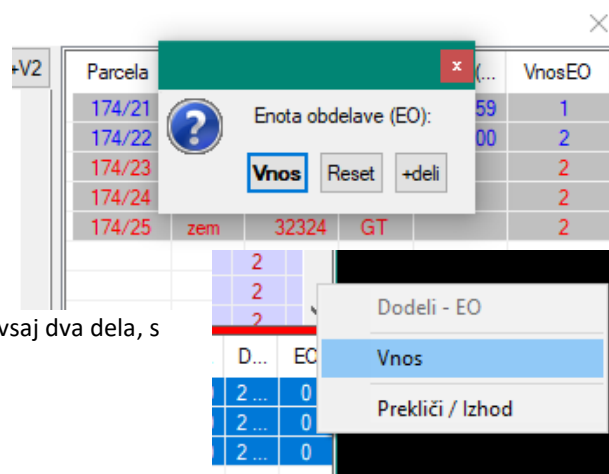 +V2 Parcela (... VnosEO
174/21 59 1
Enota obdelave (EO):
174/22 00 2
174/23 2
Vnos Reset +deli
174/24 2
174/25 zem 32324 GT 2
2
2
2
Dodeli - EO
vsaj dva dela, s
D... EO
Vnos
2 ... 0
2 ... 0
Prekliči / Izhod
2 ... 0